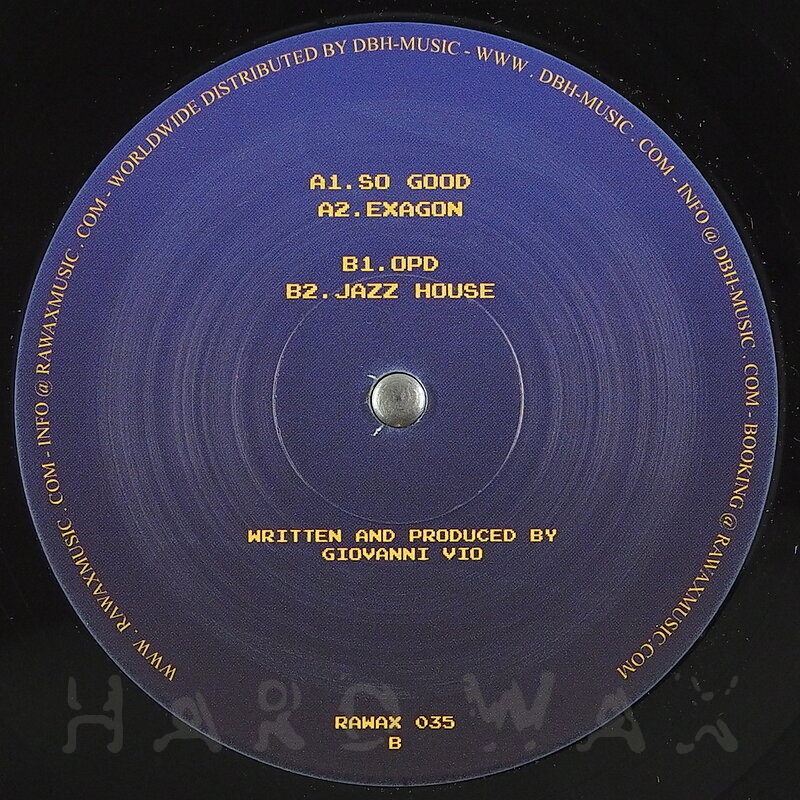 WWW . RAWAXMUSIC . COM - INFO @ RAWAXMUSIC . COM - WORLDWIDE DISTRIBUTED BY DBH-MUSIC - WWW . DBH-MUSIC . COM - INFO @ DBH-MUSIC . COM - BOOKING @ RAWAXMUSIC.COM
A1.SO GOOD
A2.EXAGON
B1.OPD
B2.JAZZ HOUSE
WRITTEN AND PRODUCED BY
GIOVANNI VIO
HARD WAX
RAWAX 035
B